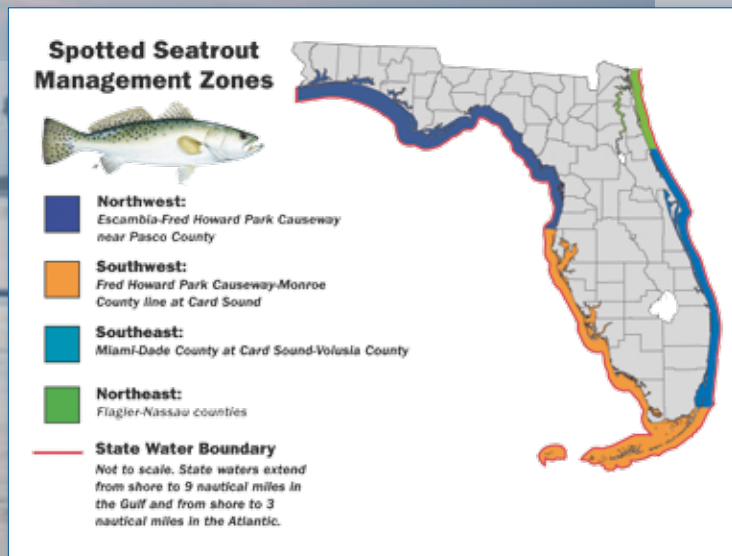 Spotted Seatrout
Management Zones
Northwest:
Escambia-Fred Howard Park Causeway
near Pasco County
Southwest:
Fred Howard Park Causeway-Monroe
County line at Card Sound
Southeast:
Miami-Dade County at Card Sound-Volusia County
Northeast:
Flagler-Nassau counties
State Water Boundary
Not to scale. State waters extend
from shore to 9 nautical miles in
the Gulf and from shore to 3
nautical miles in the Atlantic.